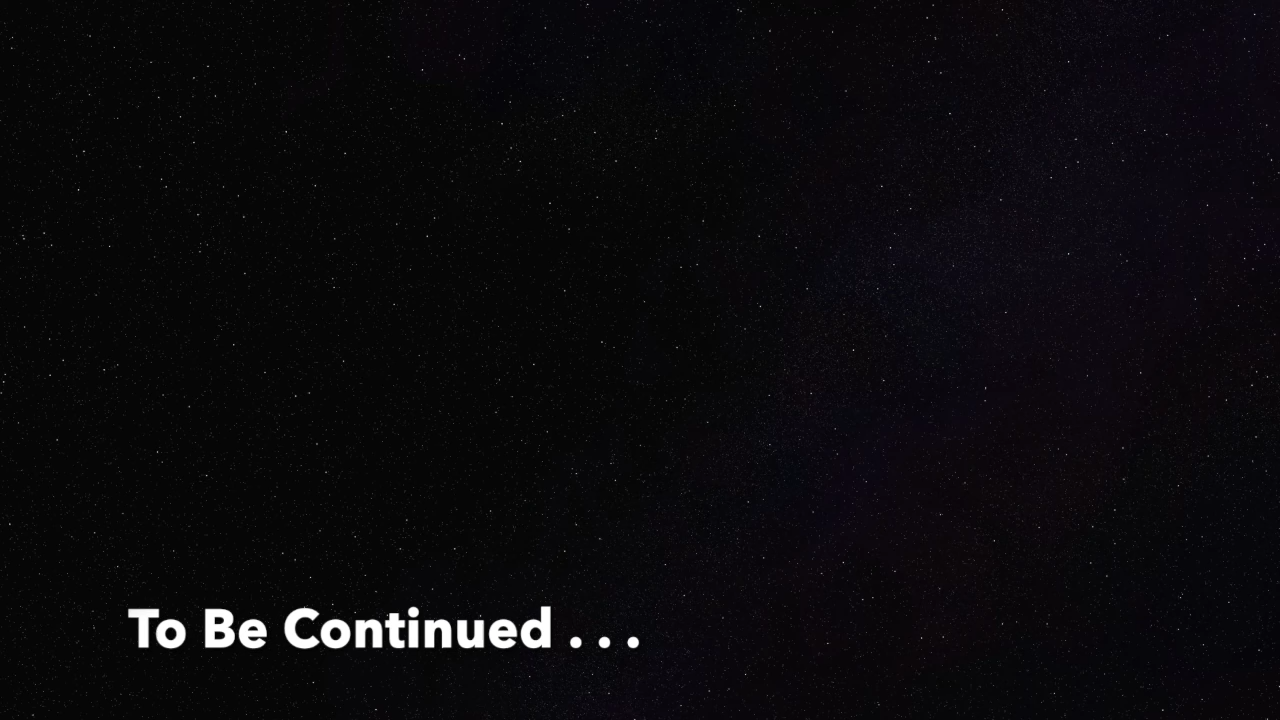 To Be Continued . . .